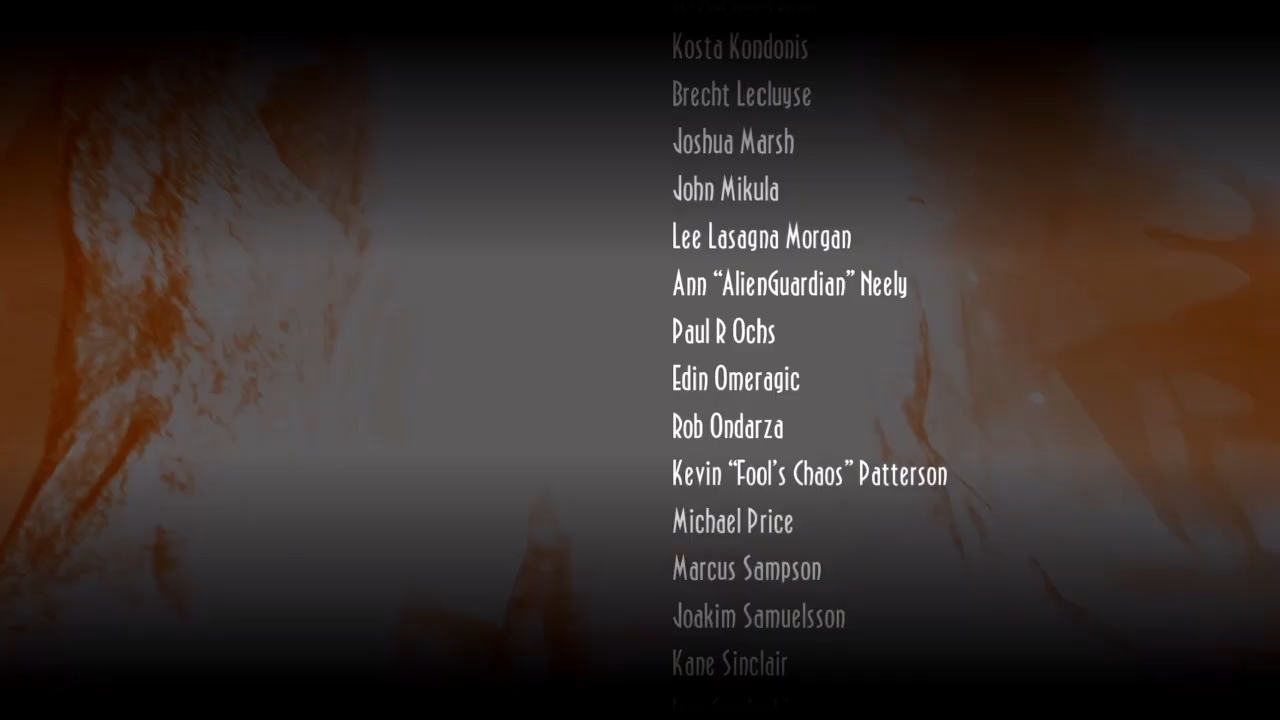 Kosta Kondonis
Brecht Lecluyse
Joshua Marsh
John Mikula
Lee Lasagna Morgan
Ann “AlienGuardian” Neely
Paul R Ochs
Edin Omeragic
Rob Ondarza
Kevin “Fool’s Chaos” Patterson
Michael Price
Marcus Sampson
Joakim Samuelsson
Kane Sinclair